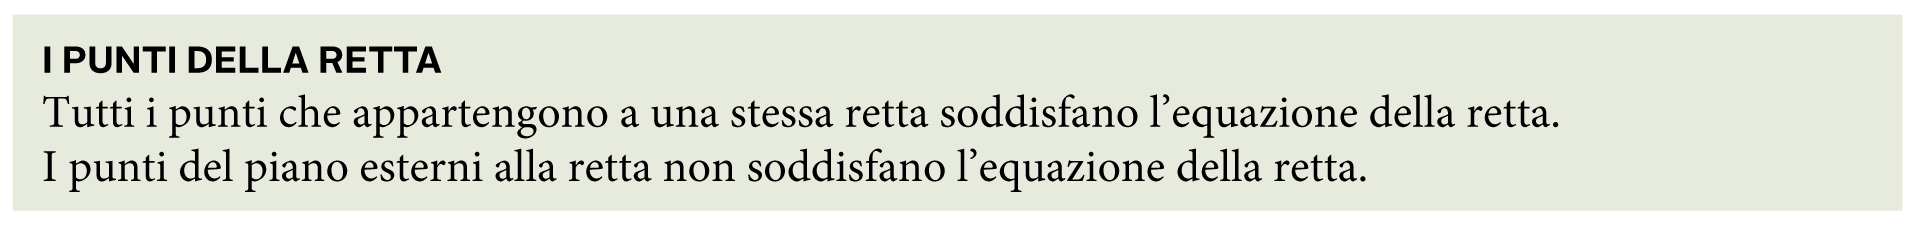 I PUNTI DELLA RETTA
Tutti i punti che appartengono a una stessa retta soddisfano l’equazione della retta.
I punti del piano esterni alla retta non soddisfano l’equazione della retta.